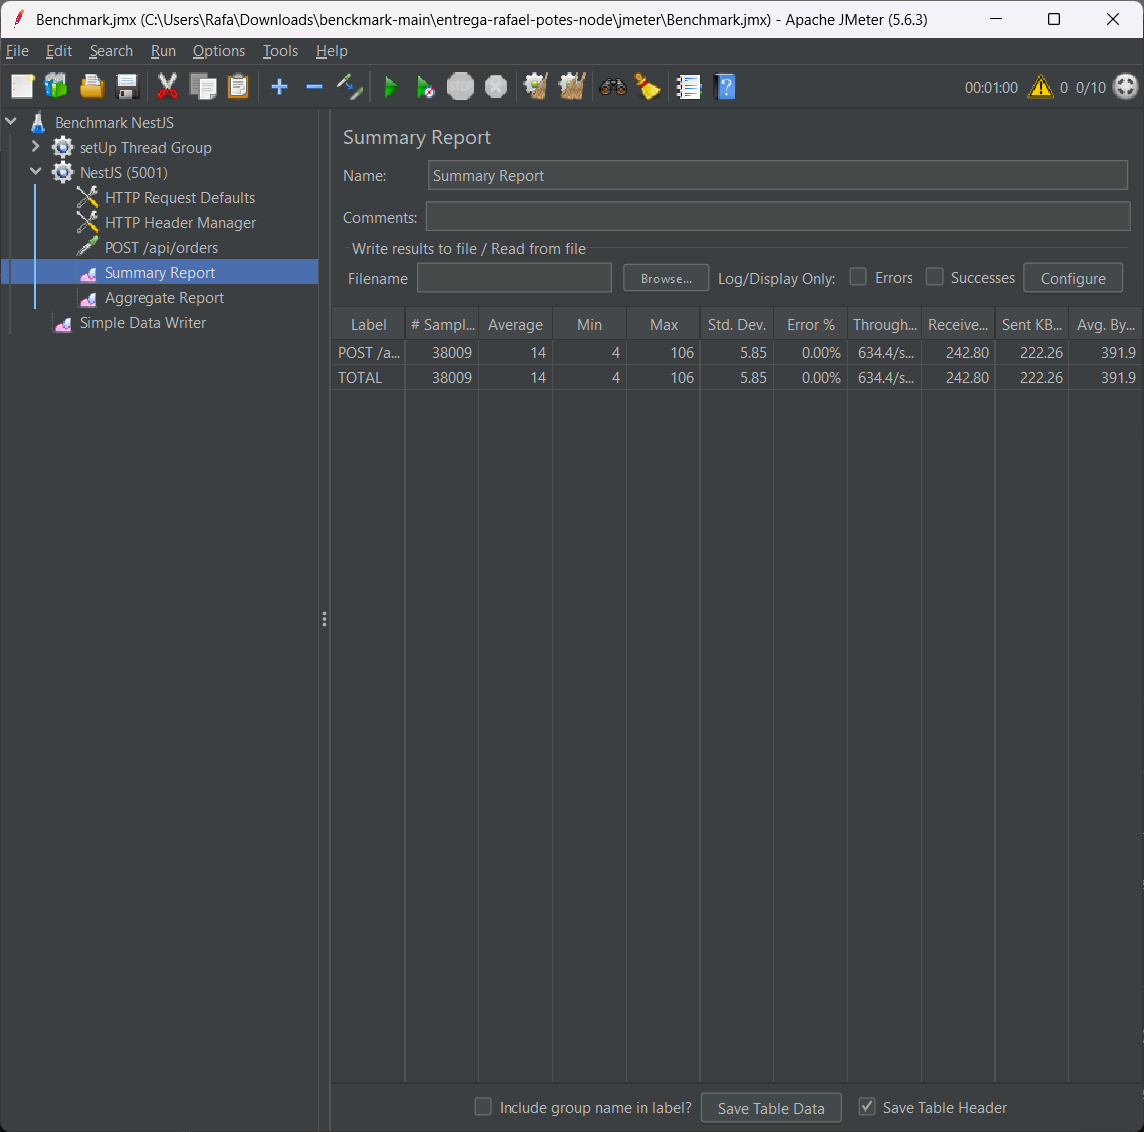 Benchmark.jmx (C:\Users\Rafa\Downloads\benckmark-main\entrega-rafael-potes-node\jmeter\Benchmark.jmx) - Apache JMeter (5.6.3)
File Edit Search Run Options Tools Help
STOP 00:01:00 0 0/10
Benchmark NestJS
setUp Thread Group
NestJS (5001)
HTTP Request Defaults
HTTP Header Manager
POST /api/orders
Summary Report
Aggregate Report
Simple Data Writer
Summary Report
Name: Summary Report
Comments:
Write results to file / Read from file
Filename Browse... Log/Display Only: Errors Successes Configure
Label # Sampl... Average Min Max Std. Dev. Error % Through... Receive... Sent KB... Avg. By...
POST /a... 38009 14 4 106 5.85 0.00% 634.4/s... 242.80 222.26 391.9
TOTAL 38009 14 4 106 5.85 0.00% 634.4/s... 242.80 222.26 391.9
Include group name in label? Save Table Data Save Table Header